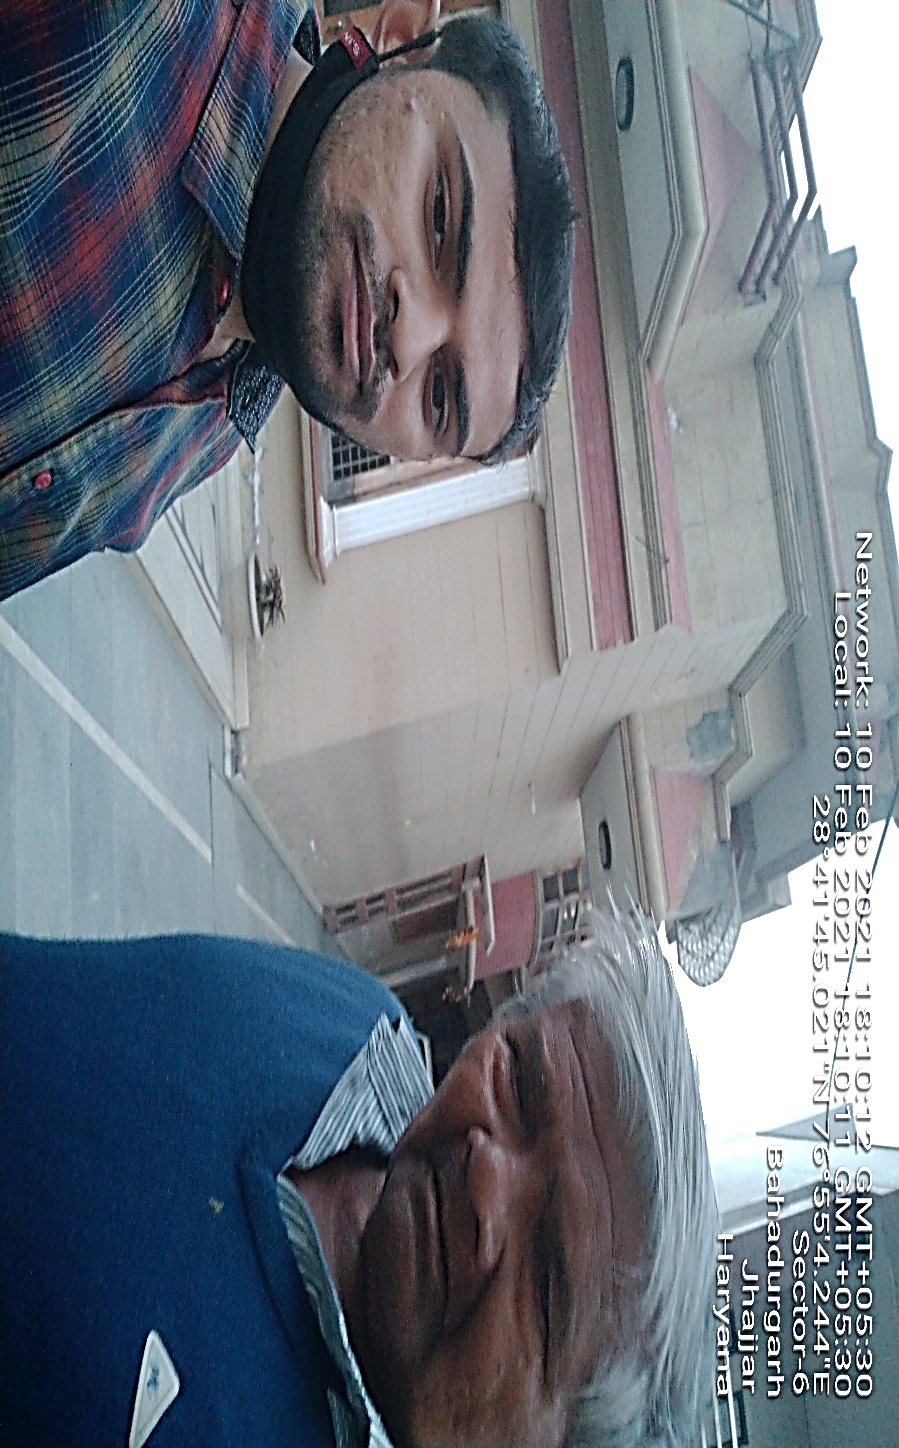 Network: 10 Feb 2021 18:10:12 GMT+05:30
Local: 10 Feb 2021 18:10:11 GMT+05:30
28°41'45.021"N 76°55'4.244"E
Sector-6
Bahadurgarh
Jhajjar
Haryana